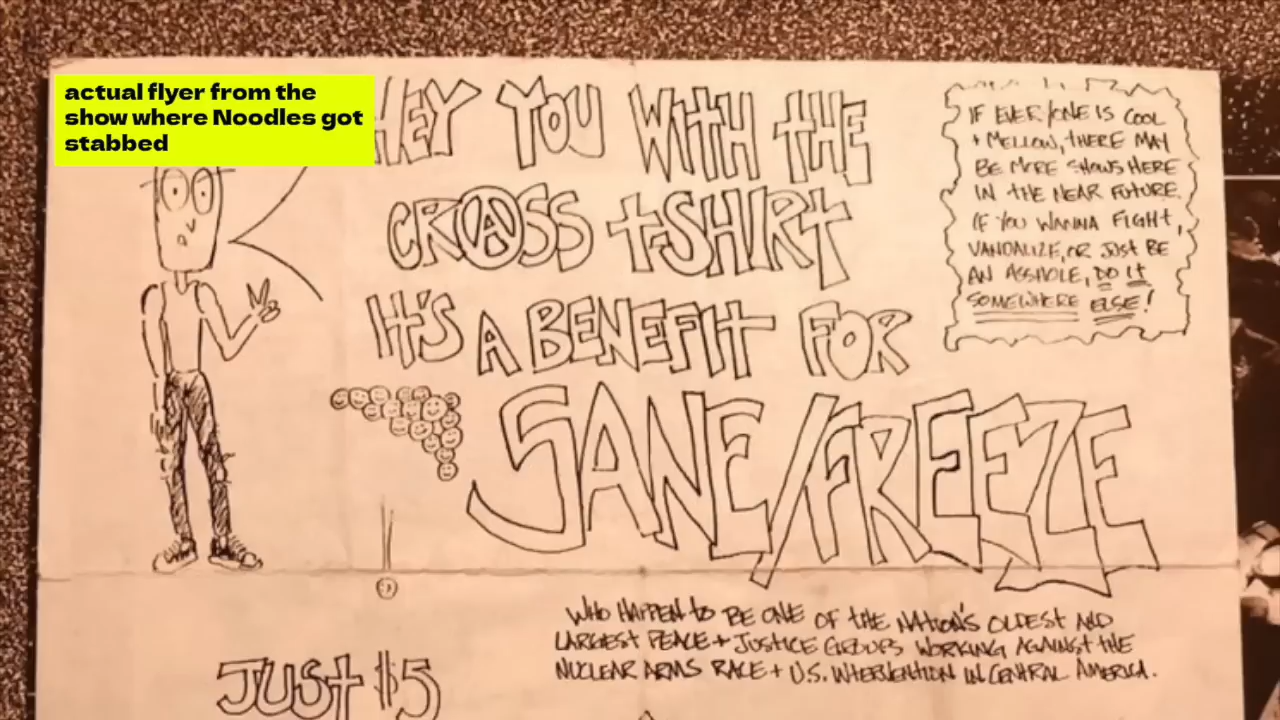 actual flyer from the
show where Noodles got
stabbed
HEY YOU WITH THE
CRASS T-SHIRT
IT'S A BENEFIT FOR
SANE/FREEZE
IF EVERYONE IS COOL
+ MELLOW, THERE MAY
BE MORE SHOWS HERE
IN THE NEAR FUTURE.
IF YOU WANNA FIGHT,
VANDALIZE, OR JUST BE
AN ASSHOLE, DO IT
SOMEWHERE ELSE!
WHO HAPPEN TO BE ONE OF THE NATION'S OLDEST AND
LARGEST PEACE + JUSTICE GROUPS WORKING AGAINST THE
NUCLEAR ARMS RACE + U.S. INTERVENTION IN CENTRAL AMERICA.
JUST $5